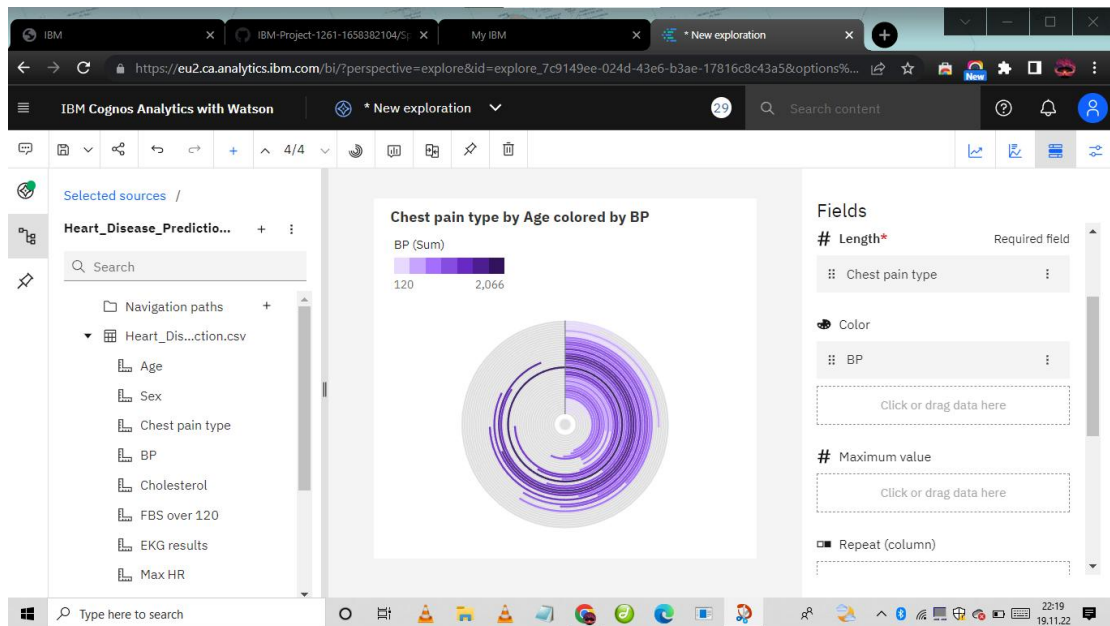 IBM
IBM-Project-1261-1658382104/Sp
My IBM
* New exploration
https://eu2.ca.analytics.ibm.com/bi/?perspective=explore&id=explore_7c9149ee-024d-43e6-b3ae-17816c8c43a5&options%...
New
IBM Cognos Analytics with Watson
* New exploration
29
Search content
4/4
Selected sources /
Heart_Disease_Predictio...
Search
Navigation paths
Heart_Dis...ction.csv
Age
Sex
Chest pain type
BP
Cholesterol
FBS over 120
EKG results
Max HR
Chest pain type by Age colored by BP
BP (Sum)
120 2,066
Fields
# Length* Required field
Chest pain type
Color
BP
Click or drag data here
# Maximum value
Click or drag data here
Repeat (column)
Type here to search
22:19
19.11.22